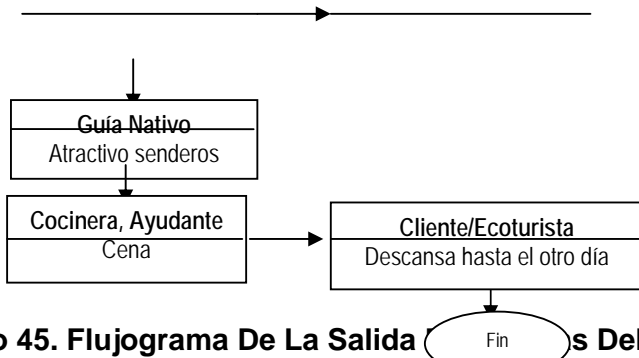 Guía Nativo
Atractivo senderos
Cocinera, Ayudante
Cena
Cliente/Ecoturista
Descansa hasta el otro día
o 45. Flujograma De La Salida
Fin
s Del